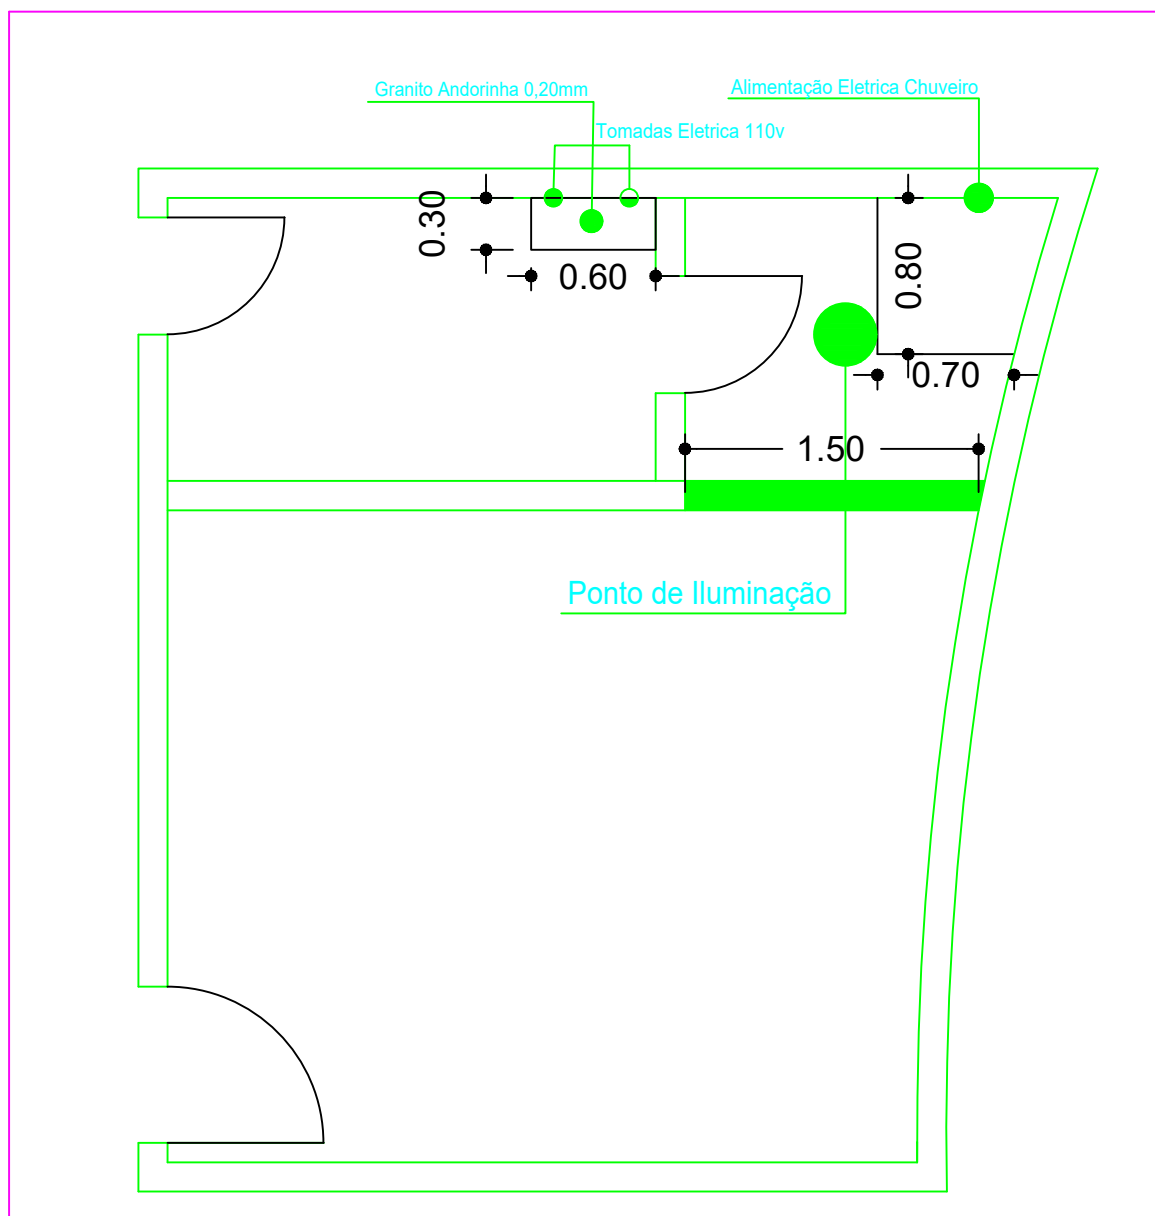 Alimentação Eletrica Chuveiro
Granito Andorinha 0,20mm
Tomadas Eletrica 110v
0.30
0.60
0.80
0.70
1.50
Ponto de Iluminação